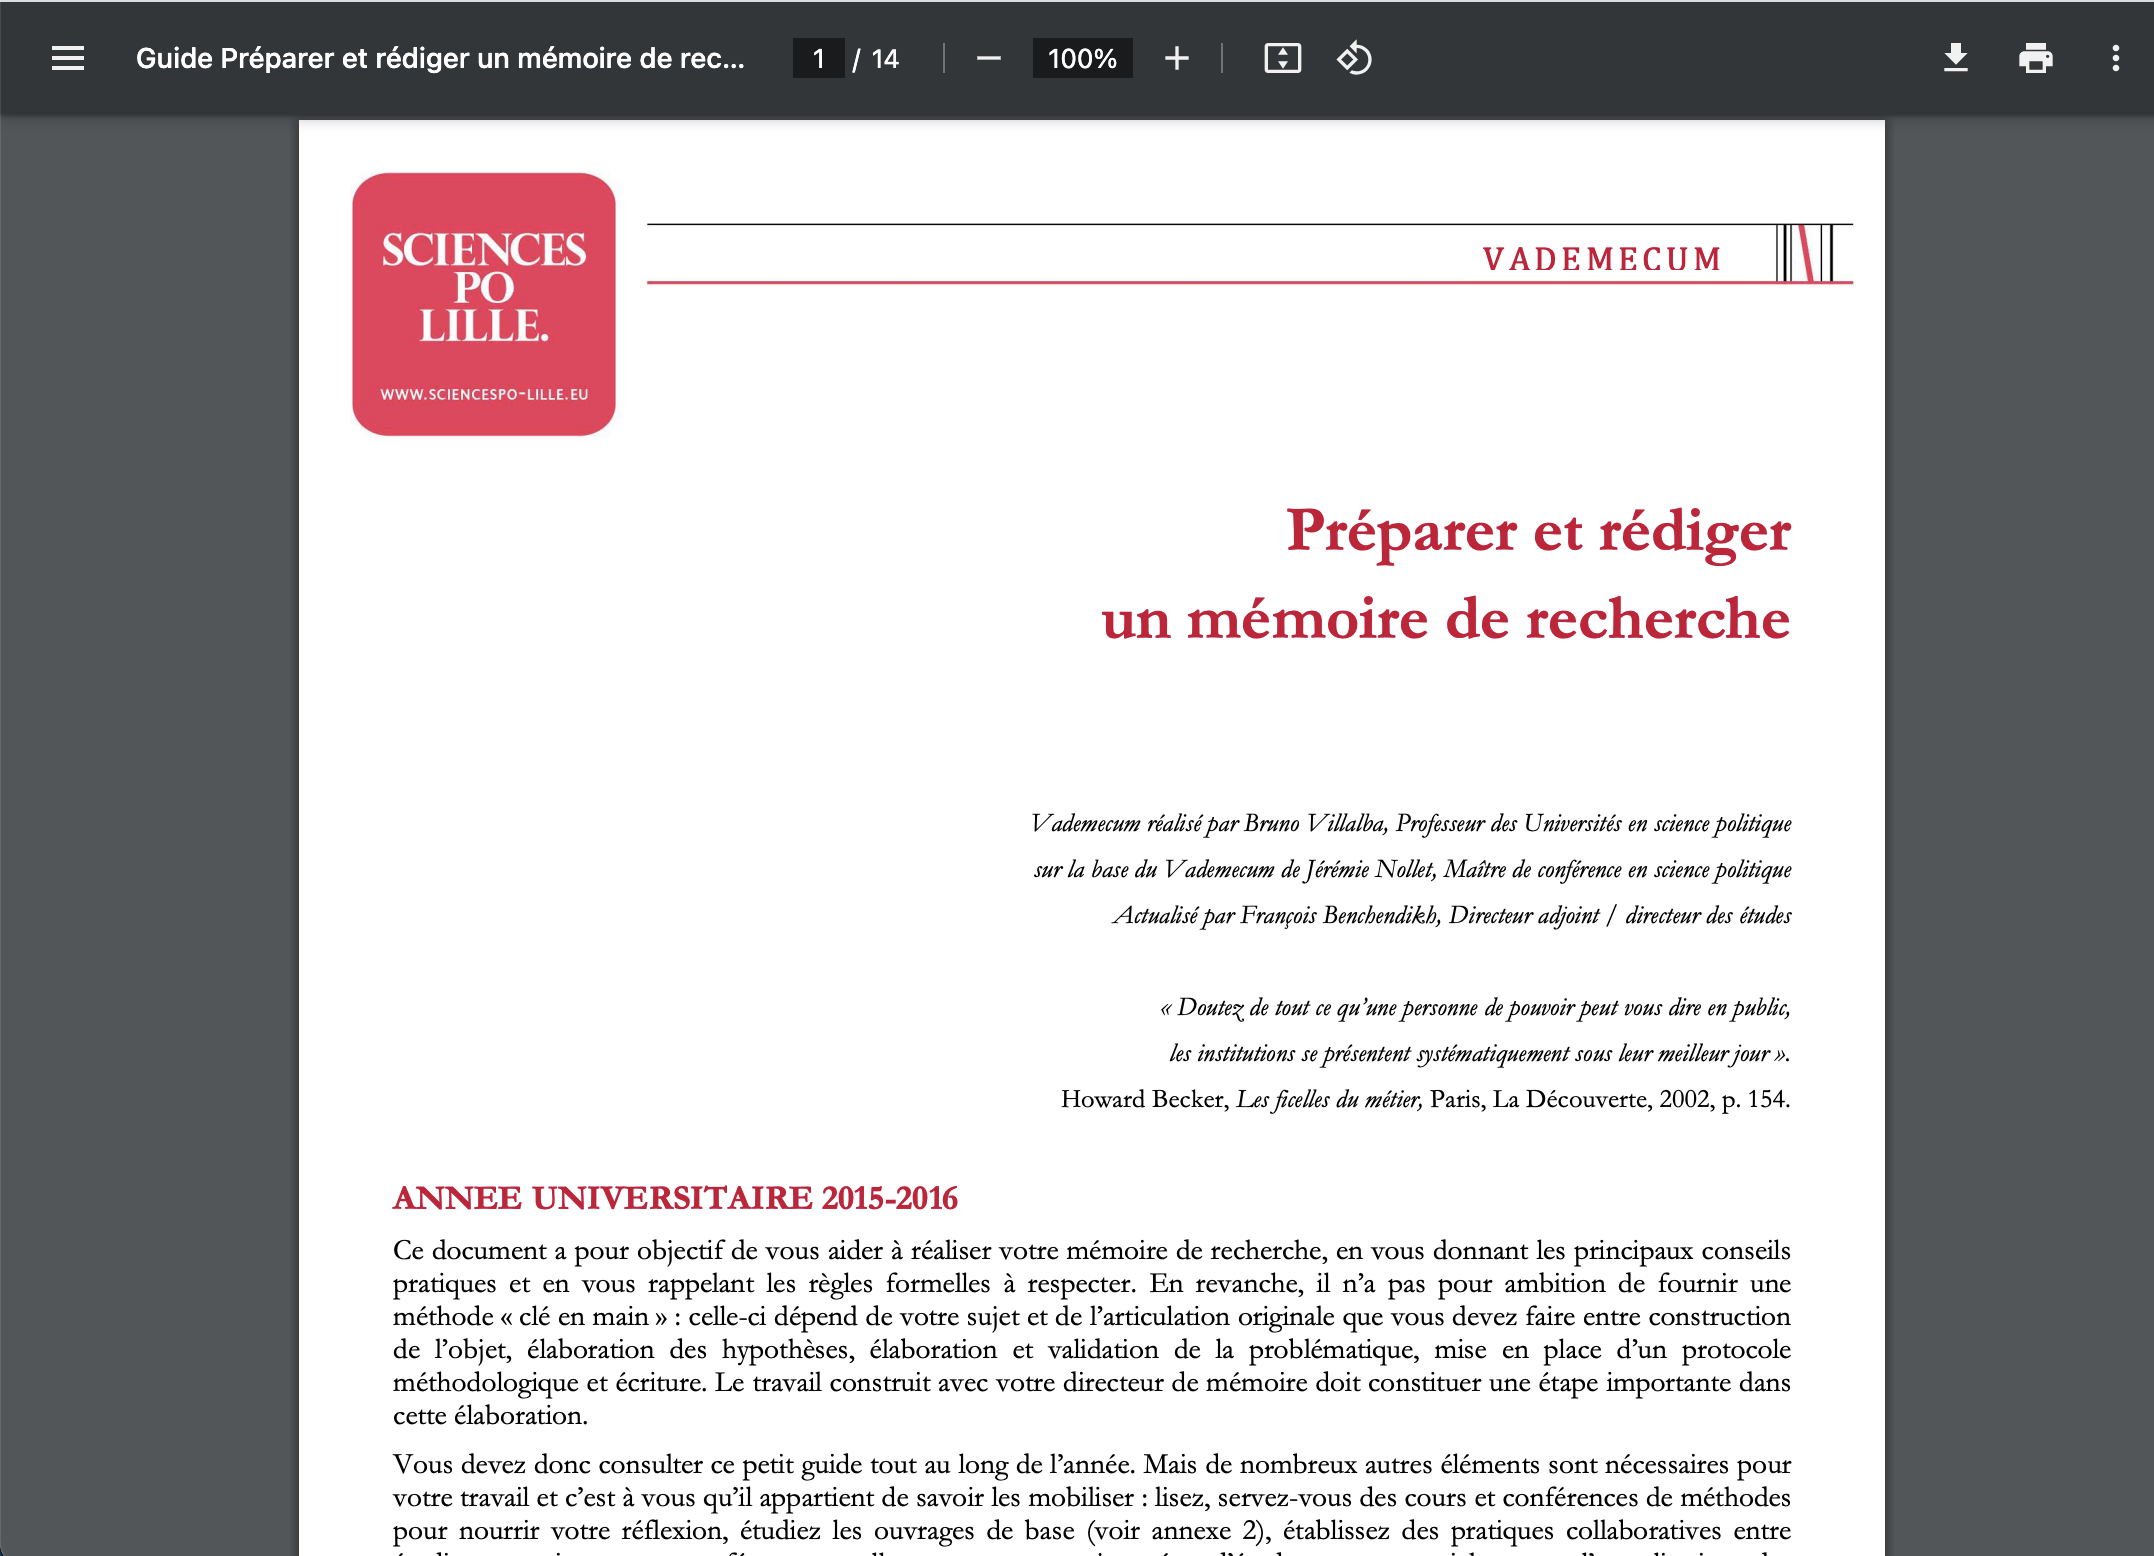 Guide Préparer et rédiger un mémoire de rec...
1 / 14
100%
SCIENCES
PO
LILLE.
WWW.SCIENCESPO-LILLE.EU
VADEMECUM
Préparer et rédiger
un mémoire de recherche
Vademecum réalisé par Bruno Villalba, Professeur des Universités en science politique
sur la base du Vademecum de Jérémie Nollet, Maître de conférence en science politique
Actualisé par François Benchendikh, Directeur adjoint / directeur des études
« Doutez de tout ce qu’une personne de pouvoir peut vous dire en public,
les institutions se présentent systématiquement sous leur meilleur jour ».
Howard Becker, Les ficelles du métier, Paris, La Découverte, 2002, p. 154.
ANNEE UNIVERSITAIRE 2015-2016
Ce document a pour objectif de vous aider à réaliser votre mémoire de recherche, en vous donnant les principaux conseils
pratiques et en vous rappelant les règles formelles à respecter. En revanche, il n’a pas pour ambition de fournir une
méthode « clé en main » : celle-ci dépend de votre sujet et de l’articulation originale que vous devez faire entre construction
de l’objet, élaboration des hypothèses, élaboration et validation de la problématique, mise en place d’un protocole
méthodologique et écriture. Le travail construit avec votre directeur de mémoire doit constituer une étape importante dans
cette élaboration.
Vous devez donc consulter ce petit guide tout au long de l’année. Mais de nombreux autres éléments sont nécessaires pour
votre travail et c’est à vous qu’il appartient de savoir les mobiliser : lisez, servez-vous des cours et conférences de méthodes
pour nourrir votre réflexion, étudiez les ouvrages de base (voir annexe 2), établissez des pratiques collaboratives entre